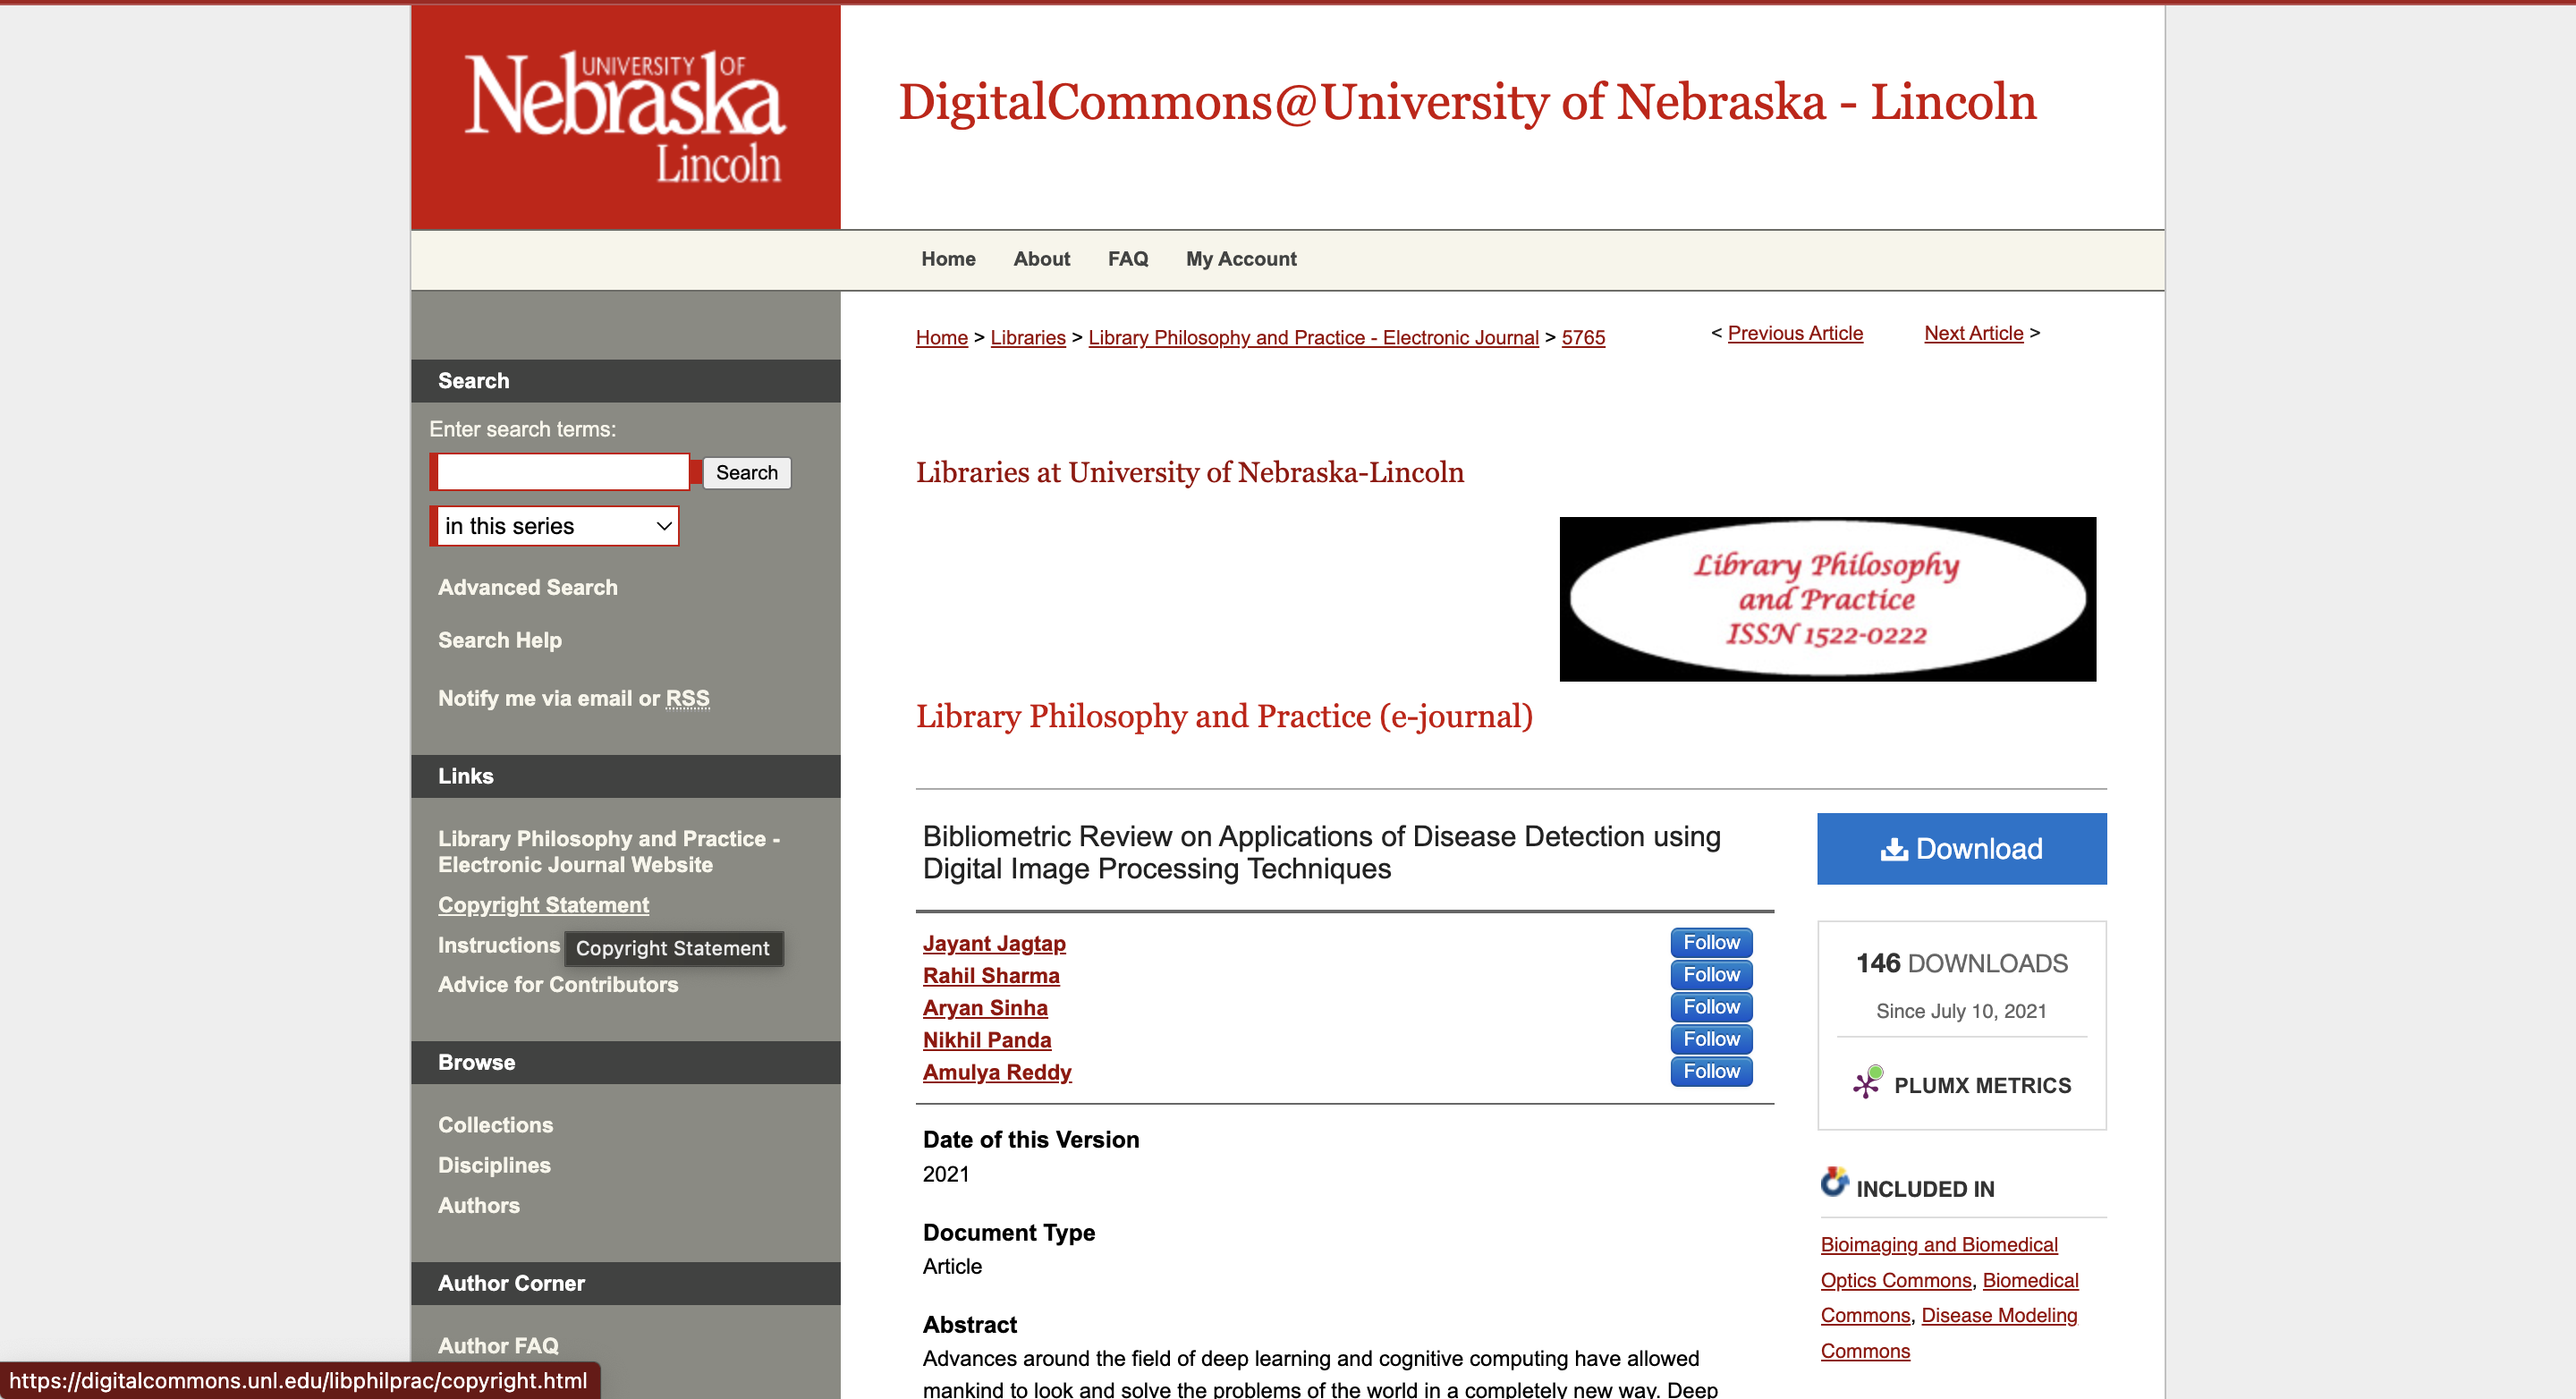 UNIVERSITY OF
Nebraska
Lincoln
DigitalCommons@University of Nebraska - Lincoln
Home About FAQ My Account
Search
Enter search terms:
Search
in this series
Advanced Search
Search Help
Notify me via email or RSS
Links
Library Philosophy and Practice -
Electronic Journal Website
Copyright Statement
Instructions
Copyright Statement
Advice for Contributors
Browse
Collections
Disciplines
Authors
Author Corner
Author FAQ
https://digitalcommons.unl.edu/libphilprac/copyright.html
Home > Libraries > Library Philosophy and Practice - Electronic Journal > 5765
< Previous Article Next Article >
Libraries at University of Nebraska-Lincoln
Library Philosophy
and Practice
ISSN 1522-0222
Library Philosophy and Practice (e-journal)
Bibliometric Review on Applications of Disease Detection using
Digital Image Processing Techniques
Jayant Jagtap Follow
Rahil Sharma Follow
Aryan Sinha Follow
Nikhil Panda Follow
Amulya Reddy Follow
Date of this Version
2021
Document Type
Article
Abstract
Advances around the field of deep learning and cognitive computing have allowed
mankind to look and solve the problems of the world in a completely new way. Deep
Download
146 DOWNLOADS
Since July 10, 2021
PLUMX METRICS
INCLUDED IN
Bioimaging and Biomedical
Optics Commons, Biomedical
Commons, Disease Modeling
Commons